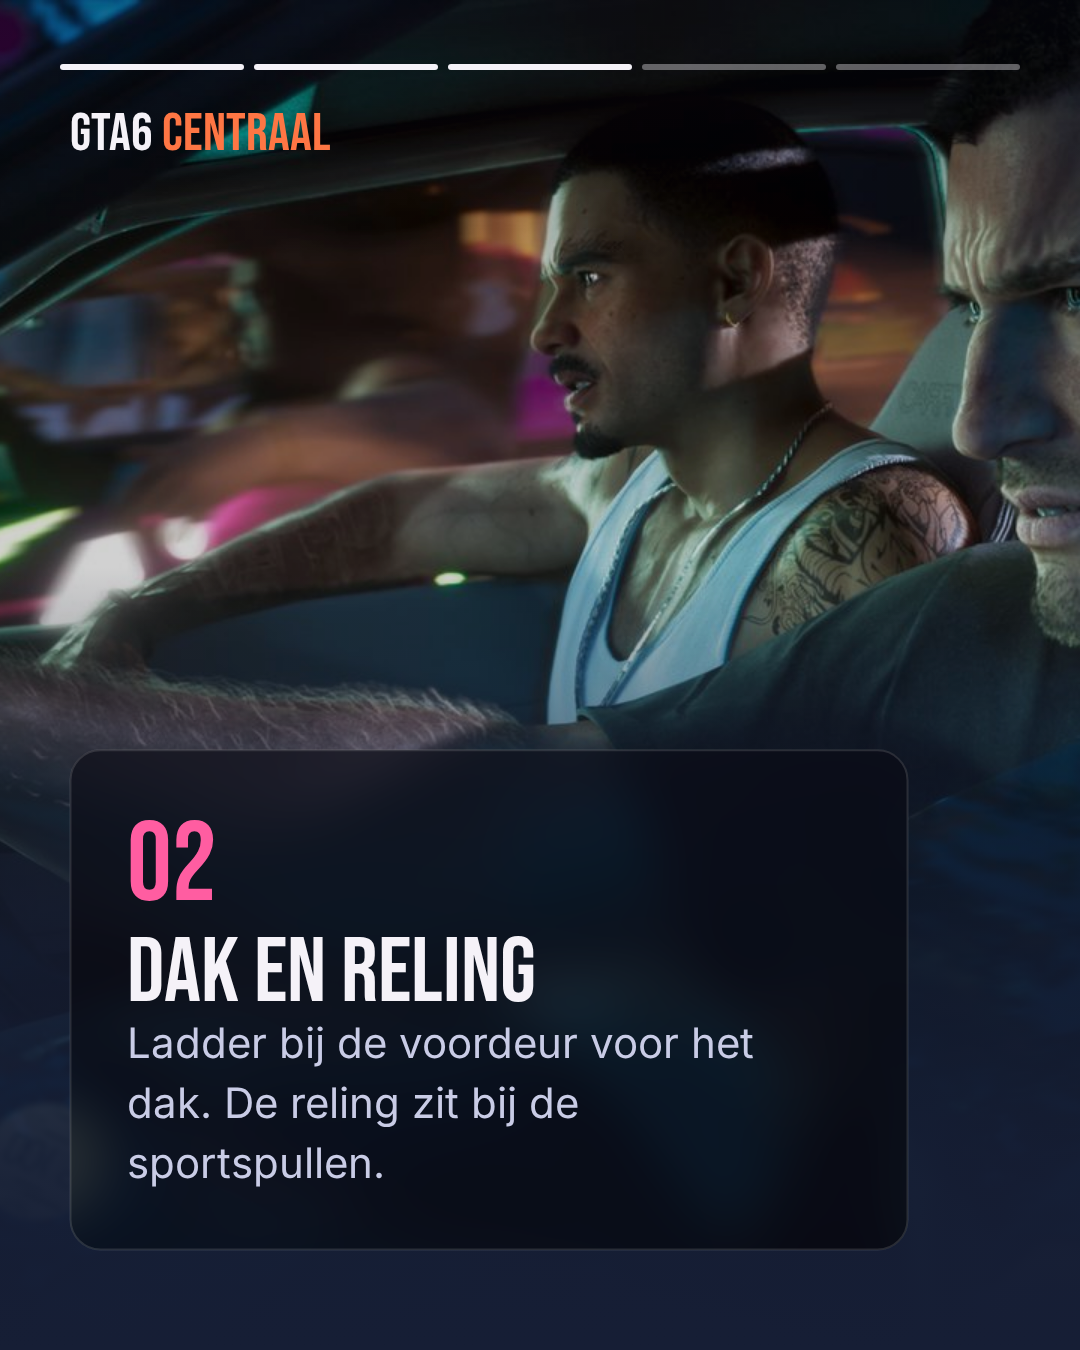 GTA6 CENTRAAL
02
DAK EN RELING
Ladder bij de voordeur voor het
dak. De reling zit bij de
sportspullen.